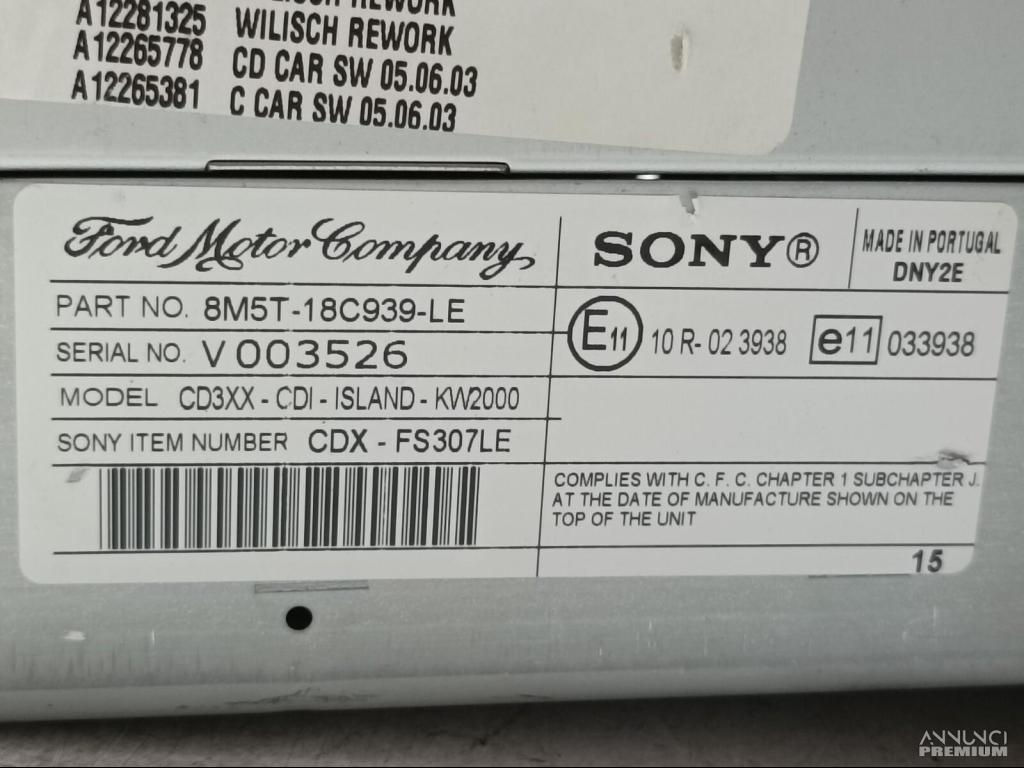 WILISCH REWORK
A12281325 WILISCH REWORK
A12265778 CD CAR SW 05.06.03
A12265381 C CAR SW 05.06.03
Ford Motor Company
SONY®
MADE IN PORTUGAL
DNY2E
PART NO. 8M5T-18C939-LE
SERIAL NO. V003526
E11 10 R- 02 3938 e11 033938
MODEL CD3XX - CDI - ISLAND - KW2000
SONY ITEM NUMBER CDX - FS307LE
COMPLIES WITH C. F. C. CHAPTER 1 SUBCHAPTER J.
AT THE DATE OF MANUFACTURE SHOWN ON THE
TOP OF THE UNIT
15
ANNUNCI
PREMIUM